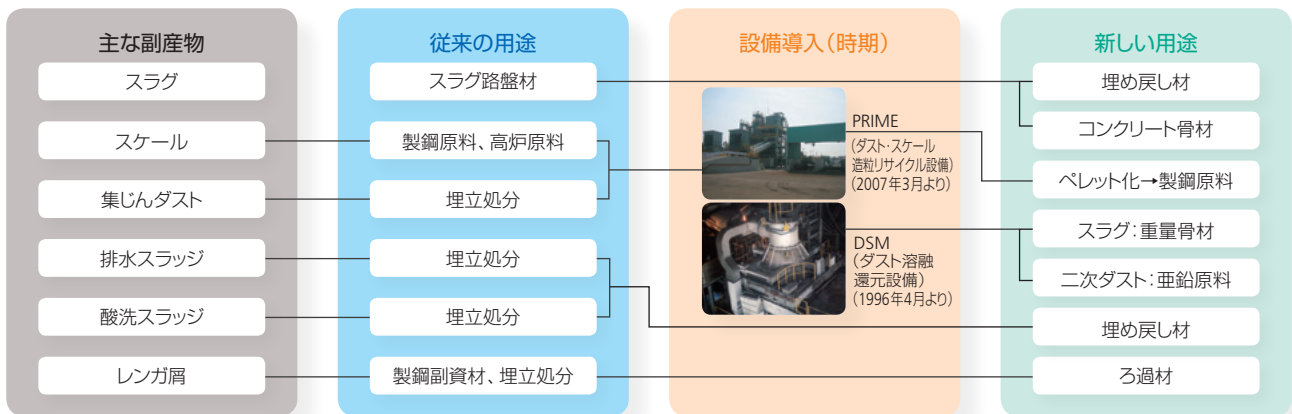 主な副産物
スラグ
スケール
集じんダスト
排水スラッジ
酸洗スラッジ
レンガ屑
従来の用途
スラグ路盤材
製鋼原料、高炉原料
埋立処分
埋立処分
埋立処分
製鋼副資材、埋立処分
設備導入（時期）
PRIME
（ダスト・スケール
造粒リサイクル設備）
（2007年3月より）
DSM
（ダスト溶融
還元設備）
（1996年4月より）
新しい用途
埋め戻し材
コンクリート骨材
ペレット化→製鋼原料
スラグ：重量骨材
二次ダスト：亜鉛原料
埋め戻し材
ろ過材